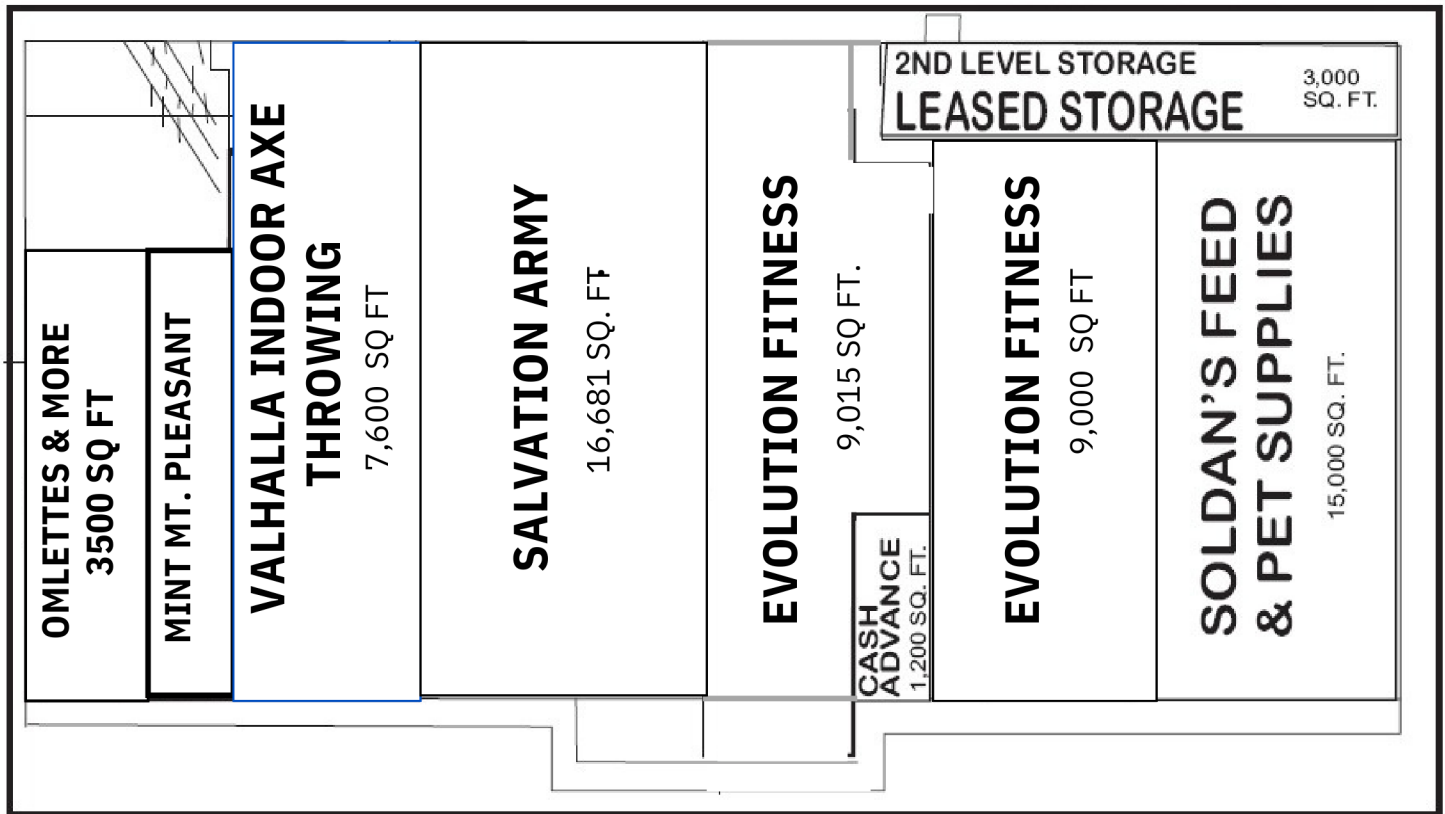 OMLETTES & MORE
3500 SQ FT
MINT MT. PLEASANT
VALHALLA INDOOR AXE
THROWING
7,600 SQ FT
SALVATION ARMY
16,681 SQ. FT.
EVOLUTION FITNESS
9,015 SQ FT.
CASH
ADVANCE
1,200 SQ. FT.
2ND LEVEL STORAGE
LEASED STORAGE
3,000
SQ. FT.
EVOLUTION FITNESS
9,000 SQ FT
SOLDAN'S FEED
& PET SUPPLIES
15,000 SQ. FT.